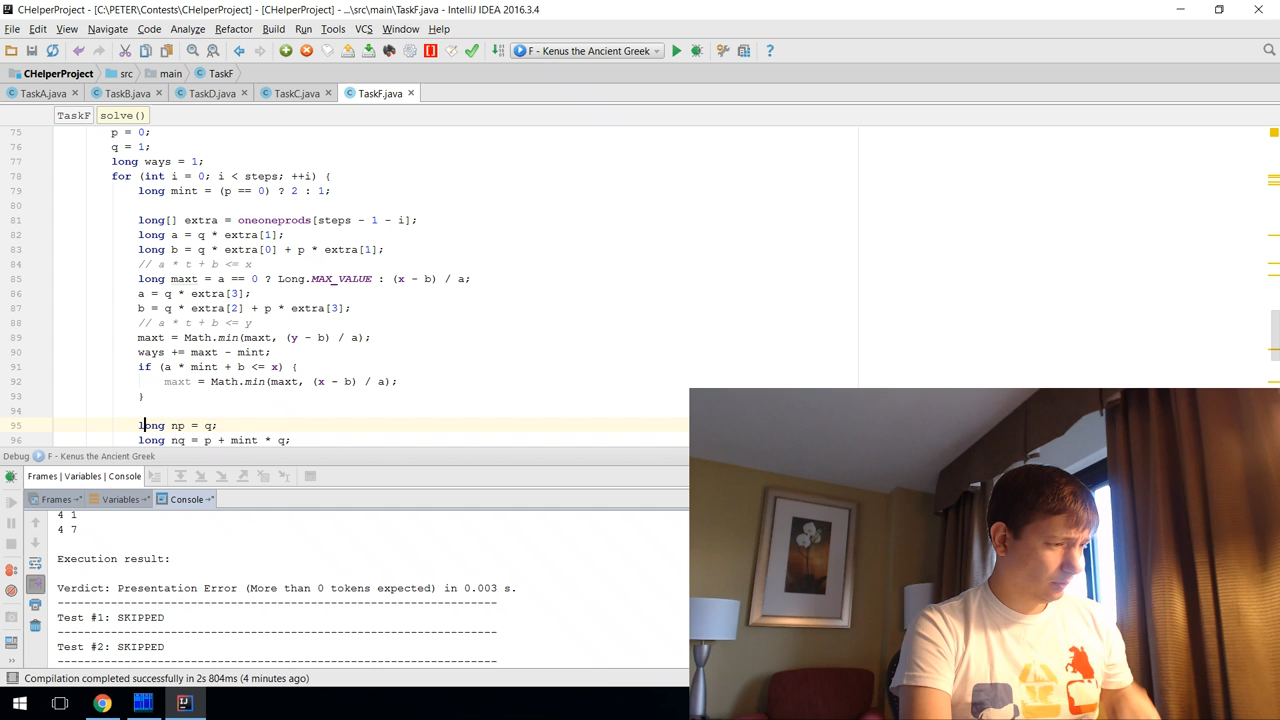 CHelperProject - [C:\PETER\Contests\CHelperProject] - [CHelperProject] - ...\src\main\TaskF.java - IntelliJ IDEA 2016.3.4
File Edit View Navigate Code Analyze Refactor Build Run Tools VCS Window Help
F - Kenus the Ancient Greek
CHelperProject src main TaskF
TaskA.java TaskB.java TaskD.java TaskC.java TaskF.java
TaskF solve()
75 p = 0;
76 q = 1;
77 long ways = 1;
78 for (int i = 0; i < steps; ++i) {
79 long mint = (p == 0) ? 2 : 1;
80
81 long[] extra = oneoneprods[steps - 1 - i];
82 long a = q * extra[1];
83 long b = q * extra[0] + p * extra[1];
84 // a * t + b <= x
85 long maxt = a == 0 ? Long.MAX_VALUE : (x - b) / a;
86 a = q * extra[3];
87 b = q * extra[2] + p * extra[3];
88 // a * t + b <= y
89 maxt = Math.min(maxt, (y - b) / a);
90 ways += maxt - mint;
91 if (a * mint + b <= x) {
92 maxt = Math.min(maxt, (x - b) / a);
93 }
94
95 long np = q;
96 long nq = p + mint * q;
Debug F - Kenus the Ancient Greek
Frames | Variables | Console
Frames Variables Console
4 1
4 7
Execution result:
Verdict: Presentation Error (More than 0 tokens expected) in 0.003 s.
------------------------------------------------------------------
Test #1: SKIPPED
------------------------------------------------------------------
Test #2: SKIPPED
------------------------------------------------------------------
Compilation completed successfully in 2s 804ms (4 minutes ago)